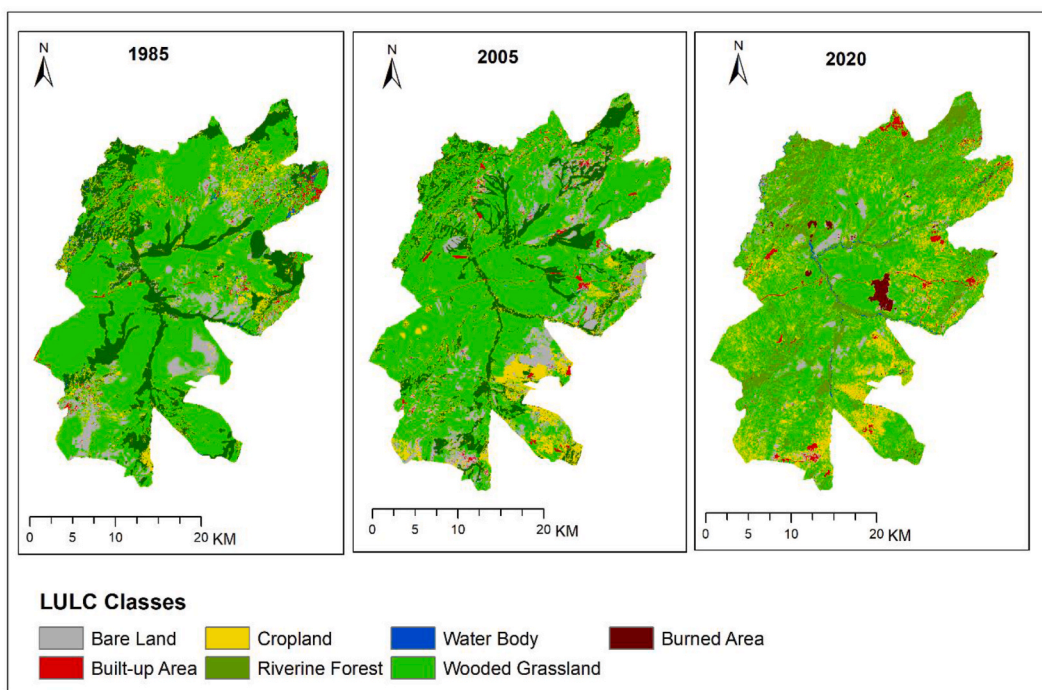 1985
2005
2020
N
N
N
0 5 10 20 KM
0 5 10 20 KM
0 5 10 20 KM
LULC Classes
Bare Land
Cropland
Water Body
Burned Area
Built-up Area
Riverine Forest
Wooded Grassland